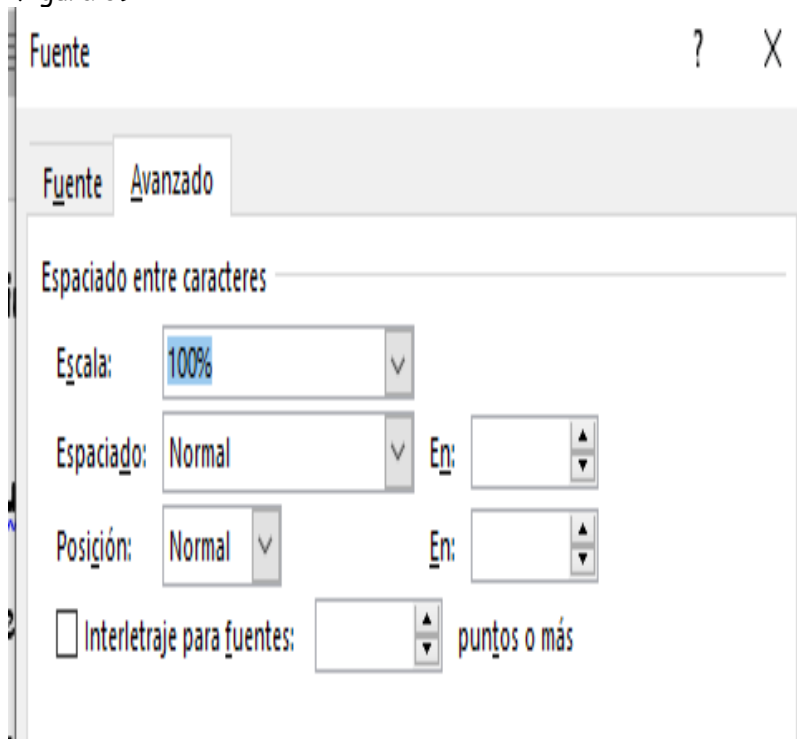 Fuente ? X
Fuente Avanzado
Espaciado entre caracteres
Escala: 100%
Espaciado: Normal En:
Posición: Normal En:
Interletraje para fuentes: puntos o más